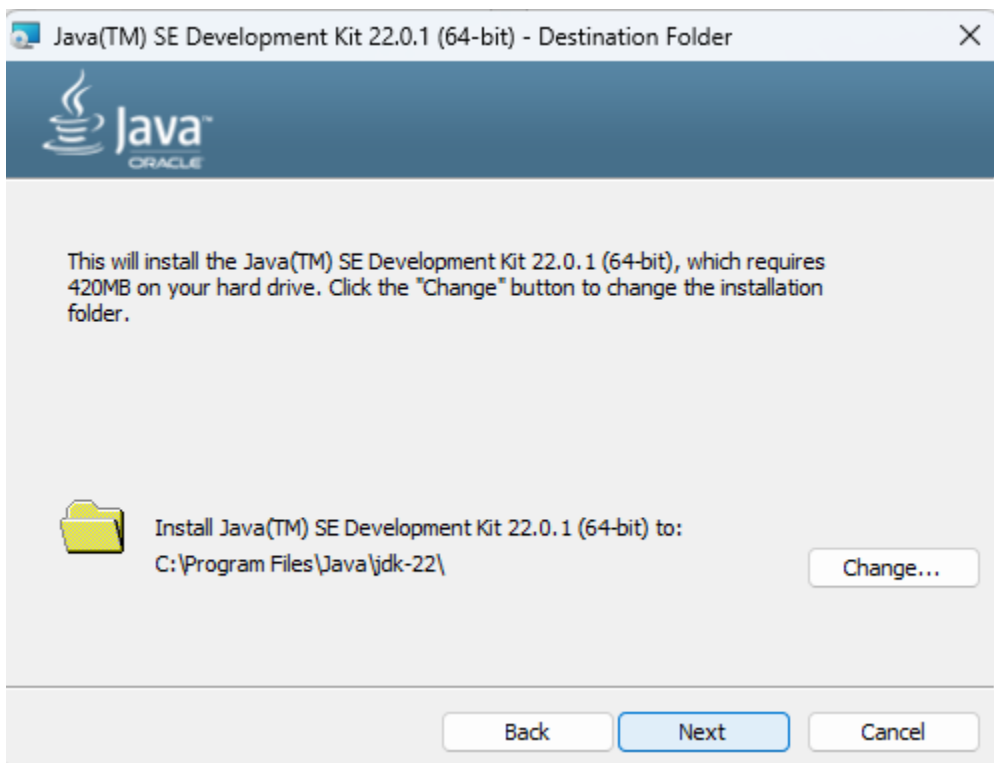 Java(TM) SE Development Kit 22.0.1 (64-bit) - Destination Folder
Java™
ORACLE
This will install the Java(TM) SE Development Kit 22.0.1 (64-bit), which requires
420MB on your hard drive. Click the "Change" button to change the installation
folder.
Install Java(TM) SE Development Kit 22.0.1 (64-bit) to:
C:\Program Files\Java\jdk-22\
Change...
Back
Next
Cancel